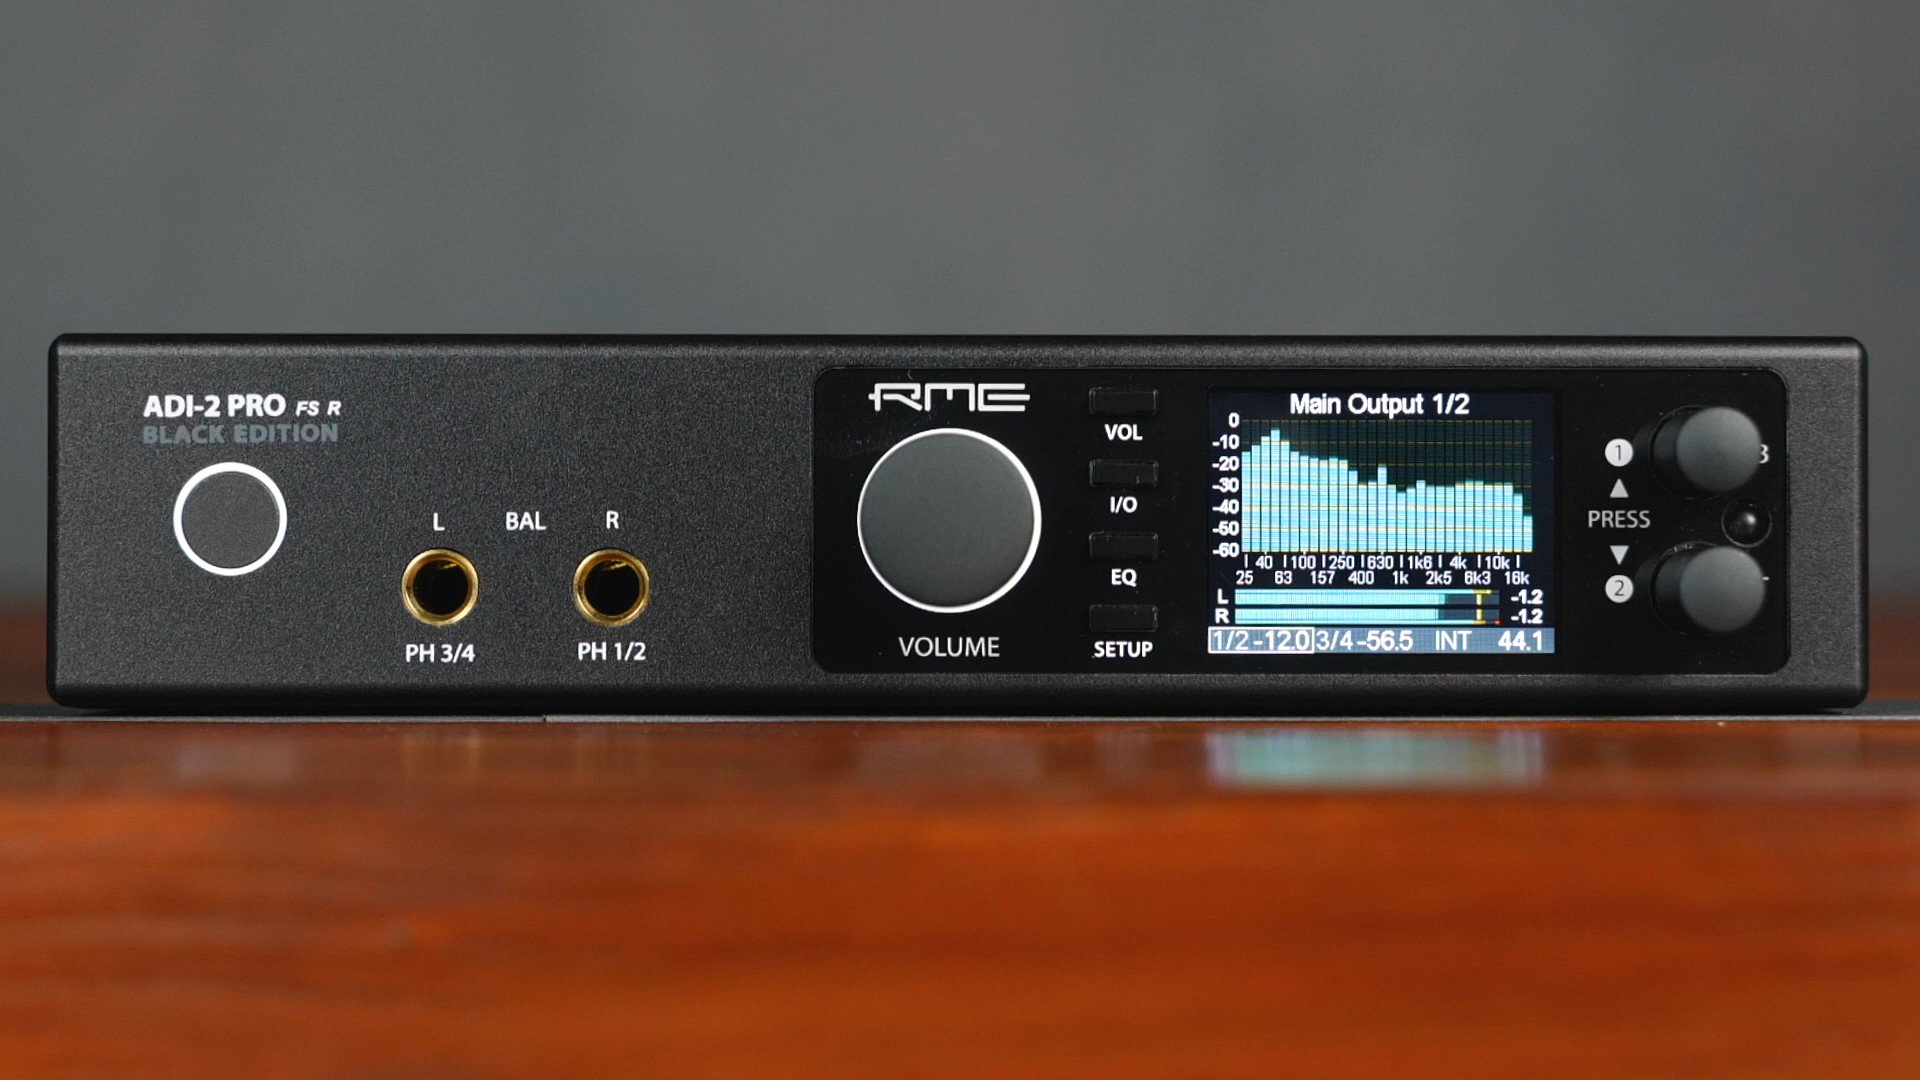 ADI-2 PRO FS R
BLACK EDITION
L BAL R
PH 3/4 PH 1/2
RME
VOLUME
VOL
I/O
EQ
SETUP
Main Output 1/2
0
-10
-20
-30
-40
-50
-60
40 100 250 630 1k6 4k 10k
25 63 157 400 1k 2k5 6k3 16k
L -1.2
R -1.2
1/2 -12.0 3/4 -56.5 INT 44.1
1
PRESS
2